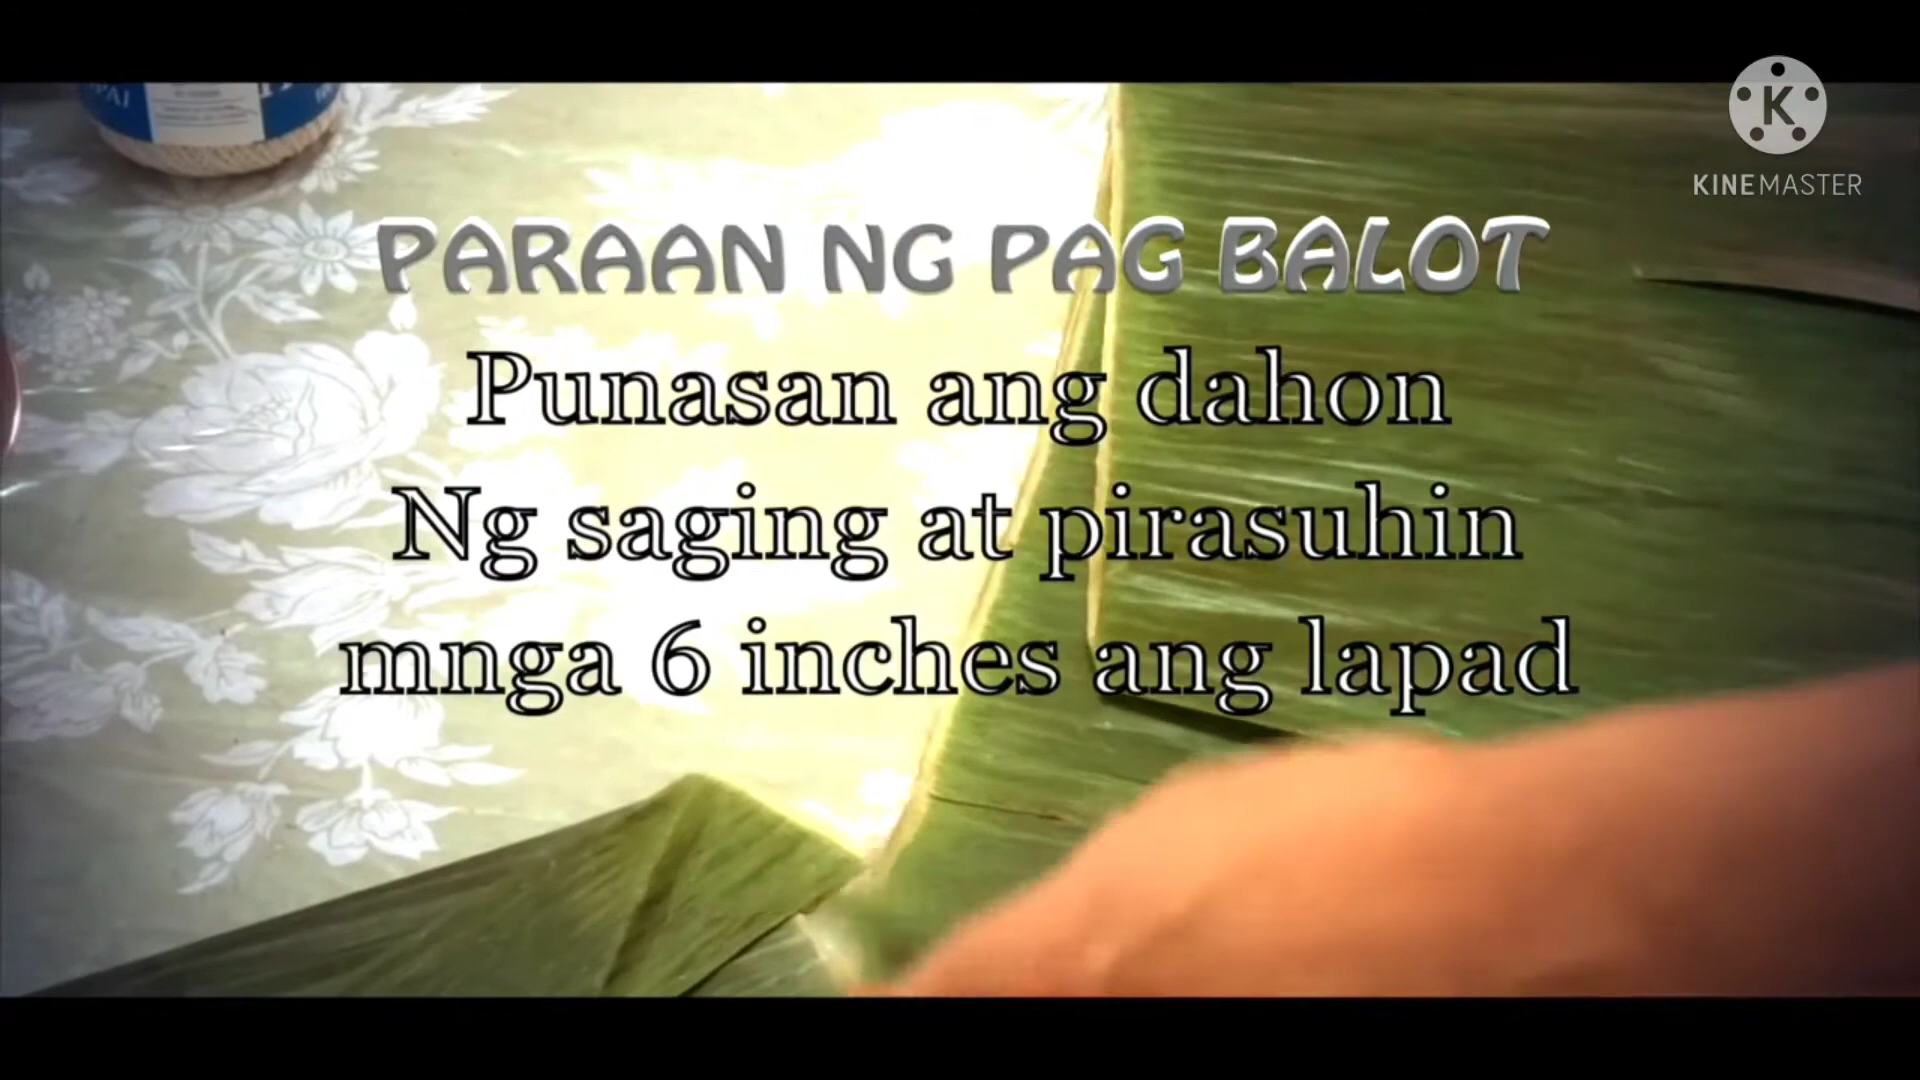 KINEMASTER
PARAAN NG PAG BALOT
Punasan ang dahon
Ng saging at pirasuhin
mnga 6 inches ang lapad